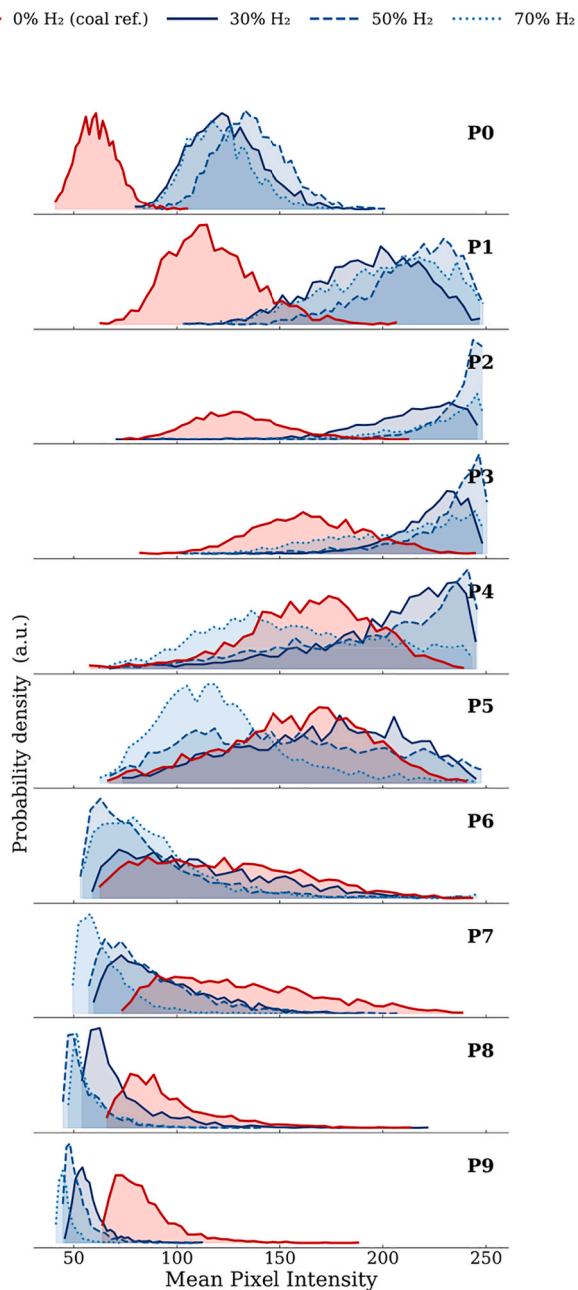 0% H₂ (coal ref.) 30% H₂ 50% H₂ 70% H₂
P0
P1
P2
P3
P4
P5
P6
P7
P8
P9
Probability density (a.u.)
50 100 150 200 250
Mean Pixel Intensity